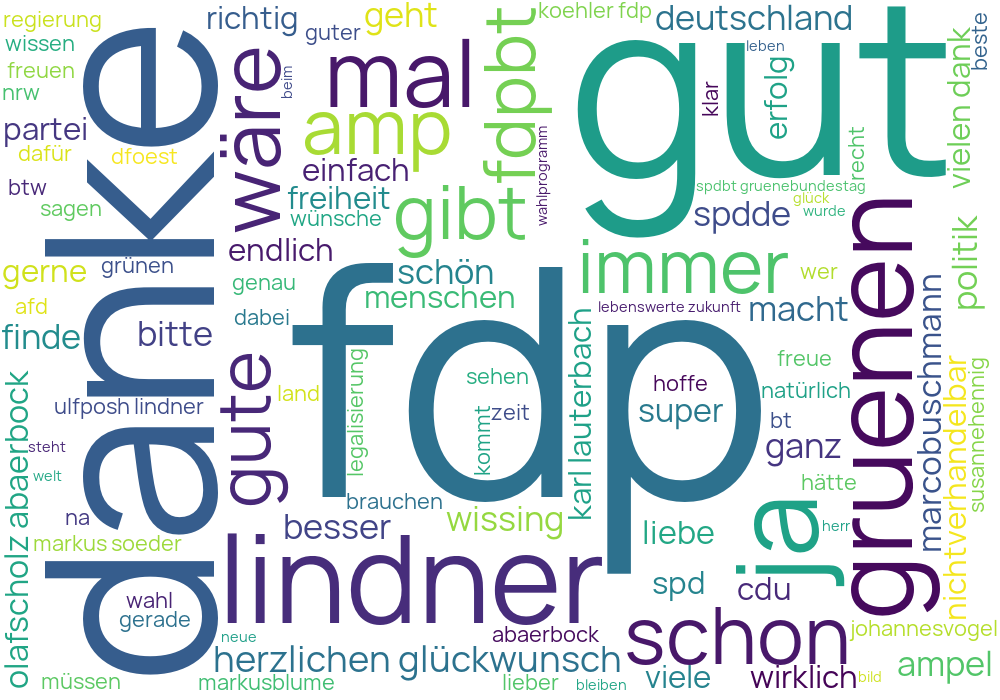 regierung
richtig
geht
koehler fdp
deutschland
beste
wissen
guter
leben
freuen
beim
mal
fdpbt
gut
klar
erfolg
vielen dank
nrw
danke
wäre
amp
partei
dafür
dfoest
einfach
wahlprogramm
recht
btw
freiheit
gibt
spdbt gruenebundestag
glück
sagen
wünsche
spdde
wurde
endlich
immer
gruenen
politik
gerne
grünen
schön
wer
genau
menschen
afd
lebenswerte zukunft
macht
marcobuschmann
finde
bitte
dabei
fdp
karl lauterbach
gute
legalisierung
freue
olafscholz abaerbock
land
sehen
hoffe
natürlich
nichtverhandelbar
susannehennig
ulfposh lindner
kommt
zeit
super
bt
steht
ganz
welt
hätte
brauchen
na
besser
wissing
liebe
ja
herr
markus soeder
lindner
spd
cdu
wahl
gerade
neue
abaerbock
schon
johannesvogel
herzlichen glückwunsch
ampel
müssen
markusblume
lieber
bleiben
viele
wirklich
bild